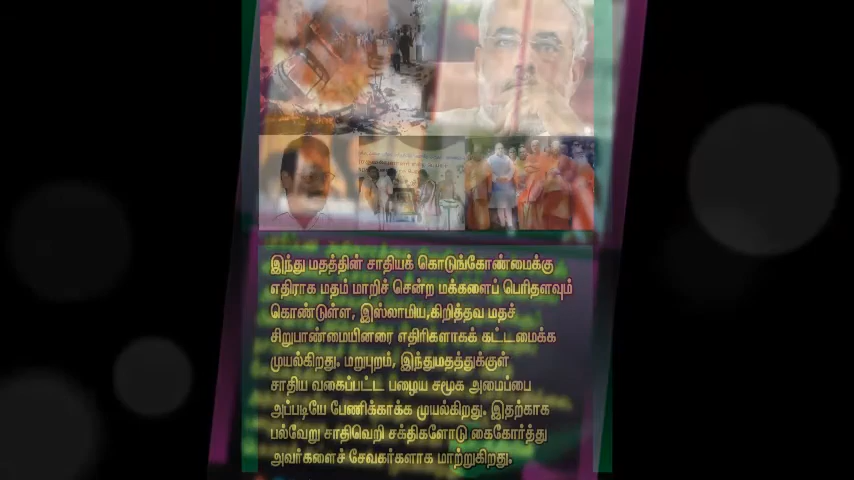 இந்து மதத்தின் சாதியக் கொடுங்கோண்மைக்கு
எதிராக மதம் மாறிச் சென்ற மக்களைப் பெரிதளவும்
கொண்டுள்ள, இஸ்லாமிய,கிறித்தவ மதச்
சிறுபாண்மையினரை எதிரிகளாகக் கட்டமைக்க
முயல்கிறது. மறுபுறம், இந்துமதத்துக்குள்
சாதிய வகைப்பட்ட பழைய சமூக அமைப்பை
அப்படியே பேணிக்காக்க முயல்கிறது. இதற்காக
பல்வேறு சாதிவெறி சக்திகளோடு கைகோர்த்து
அவர்களைச் சேவகர்களாக மாற்றுகிறது.